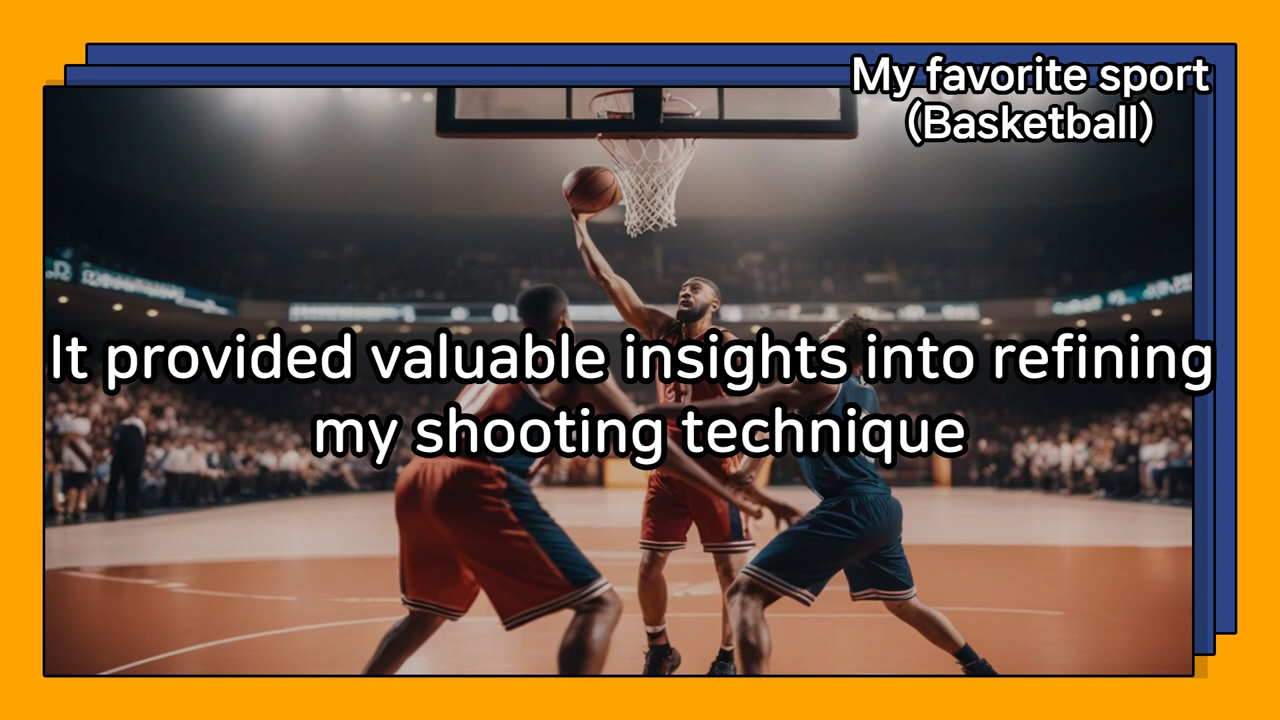 My favorite sport
(Basketball)
It provided valuable insights into refining
my shooting technique